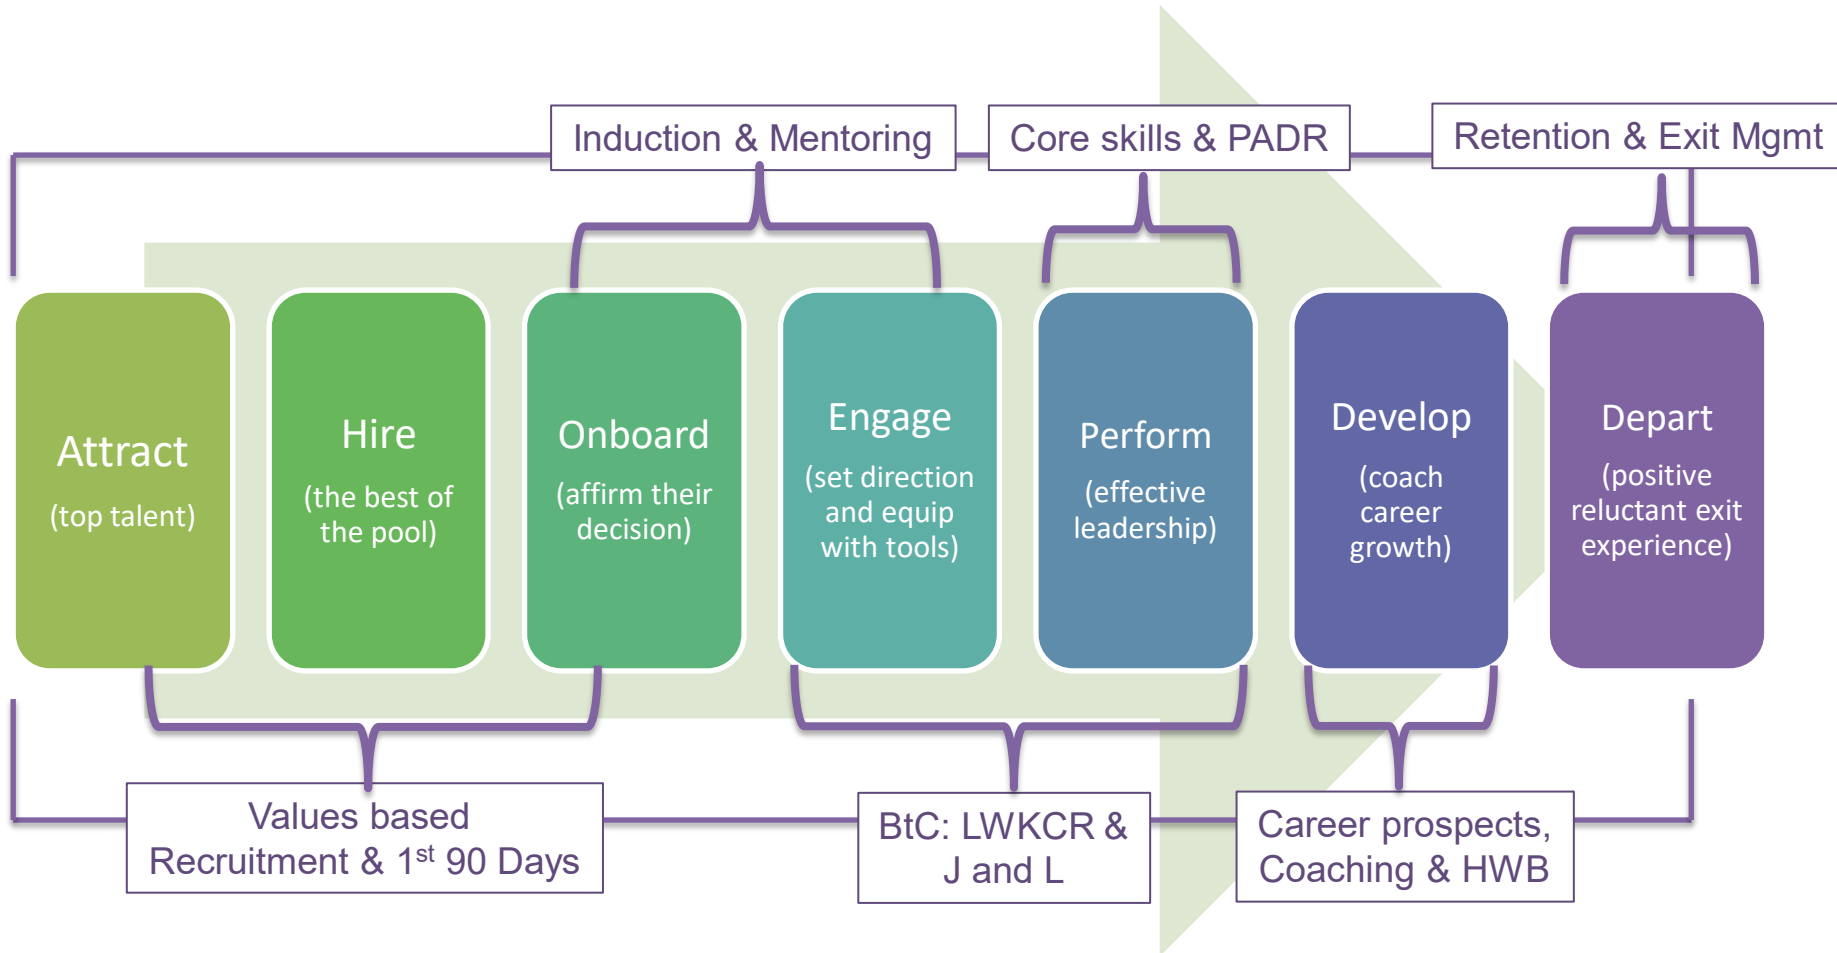 Induction & Mentoring
Core skills & PADR
Retention & Exit Mgmt
Attract
(top talent)
Hire
(the best of
the pool)
Onboard
(affirm their
decision)
Engage
(set direction
and equip
with tools)
Perform
(effective
leadership)
Develop
(coach
career
growth)
Depart
(positive
reluctant exit
experience)
Values based
Recruitment & 1st 90 Days
BtC: LWKCR &
J and L
Career prospects,
Coaching & HWB